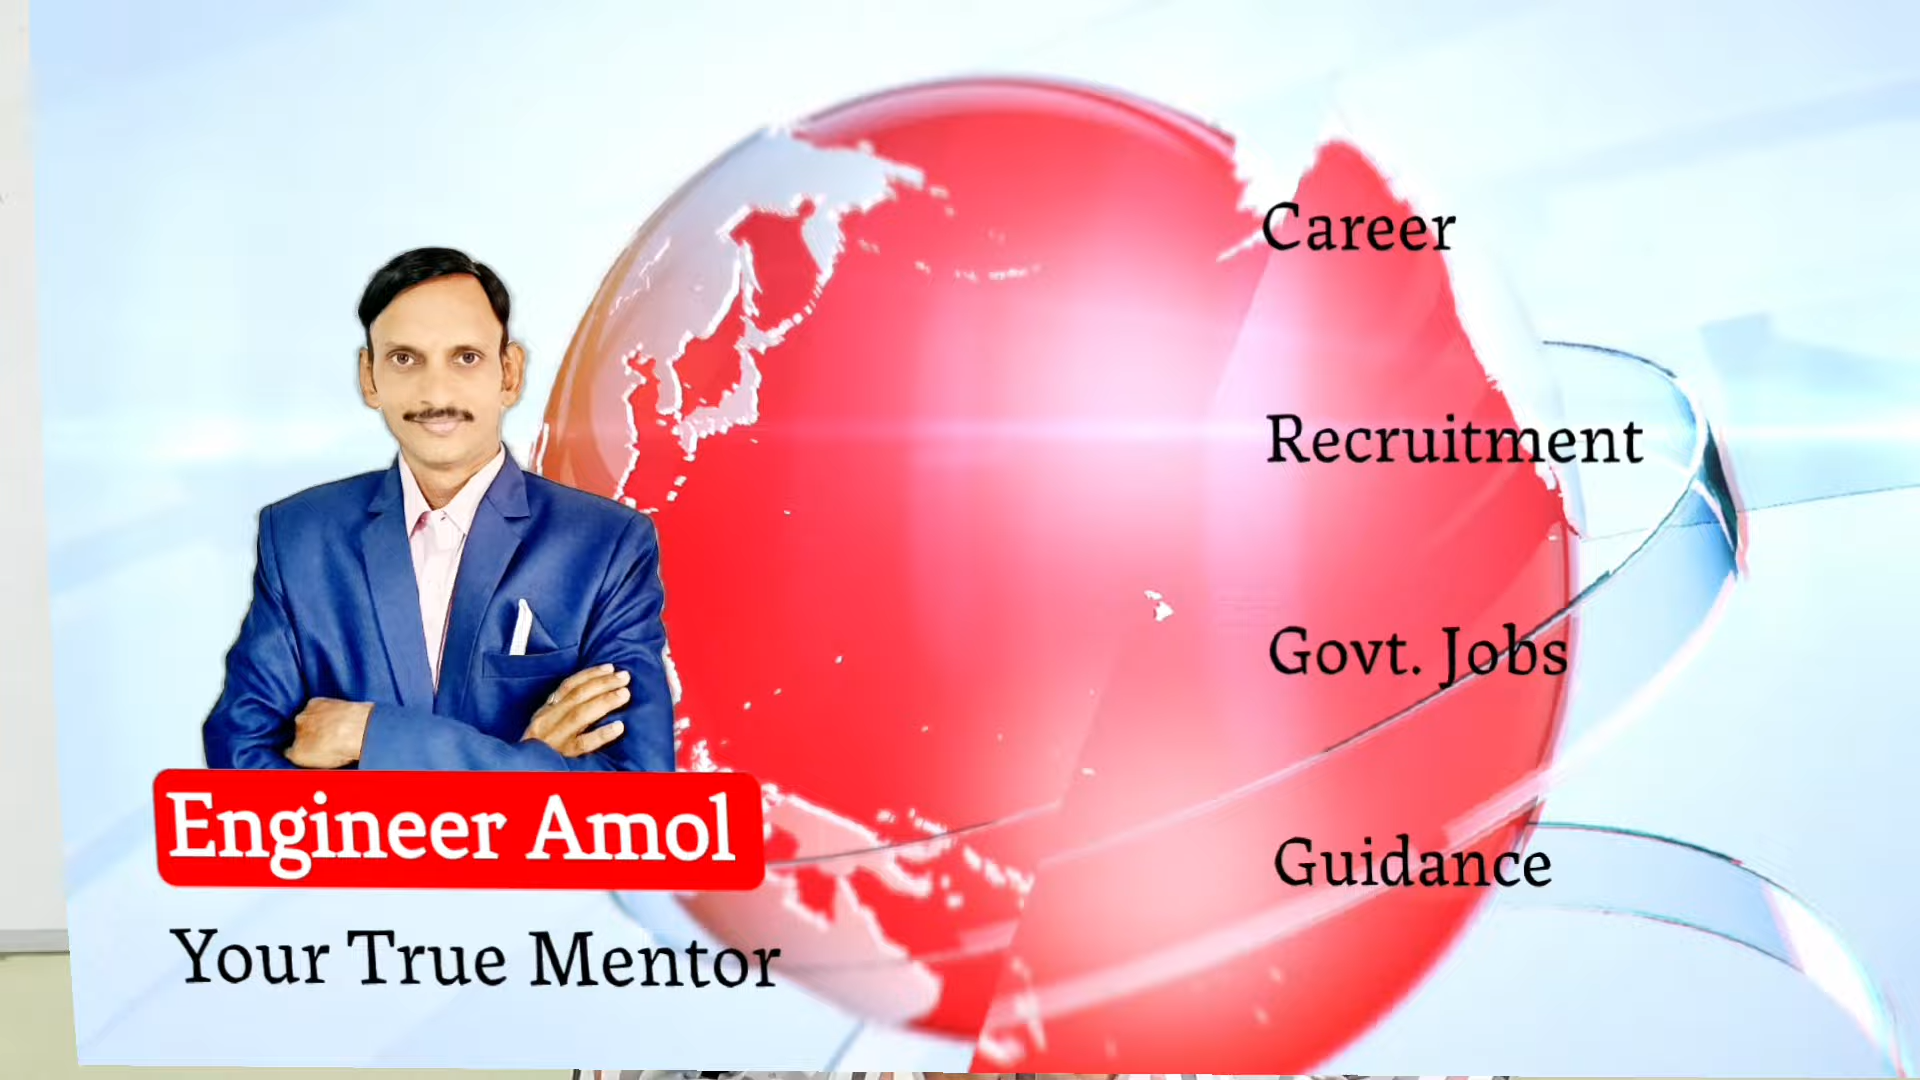 Career
Recruitment
Govt. Jobs
Guidance
Engineer Amol
Your True Mentor